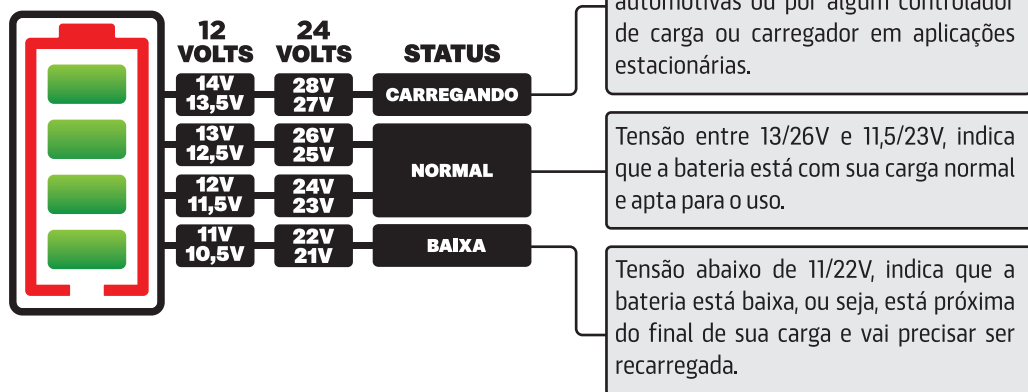 12
VOLTS
24
VOLTS
STATUS
14V
13,5V
28V
27V
CARREGANDO
13V
12,5V
26V
25V
NORMAL
12V
11,5V
24V
23V
11V
10,5V
22V
21V
BAIXA
automotivas ou por algum controlador
de carga ou carregador em aplicações
estacionárias.
Tensão entre 13/26V e 11,5/23V, indica
que a bateria está com sua carga normal
e apta para o uso.
Tensão abaixo de 11/22V, indica que a
bateria está baixa, ou seja, está próxima
do final de sua carga e vai precisar ser
recarregada.